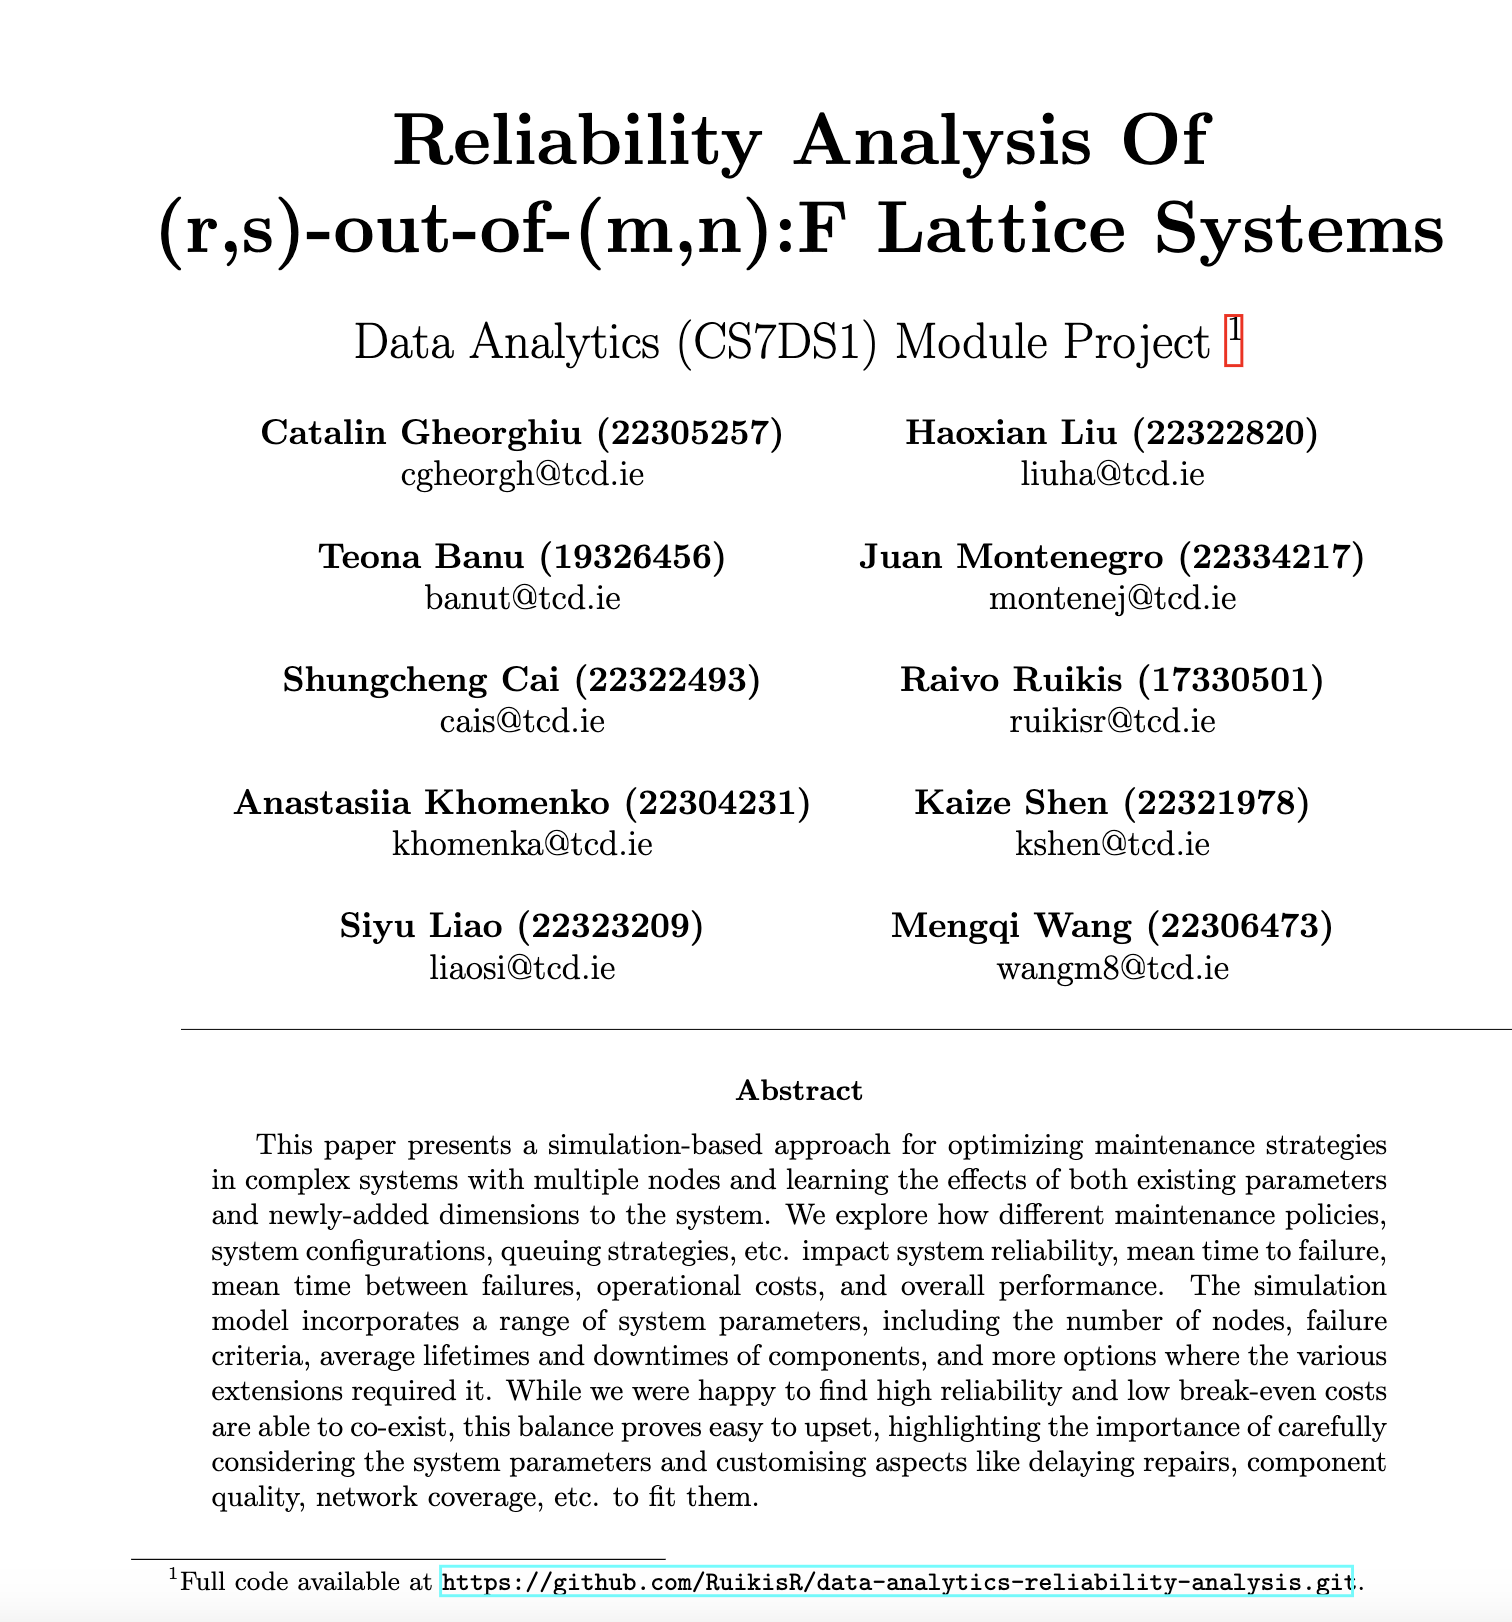 Reliability Analysis Of
(r,s)-out-of-(m,n):F Lattice Systems
Data Analytics (CS7DS1) Module Project 1
Catalin Gheorghiu (22305257)
cgheorgh@tcd.ie
Haoxian Liu (22322820)
liuha@tcd.ie
Teona Banu (19326456)
banut@tcd.ie
Juan Montenegro (22334217)
montenej@tcd.ie
Shungcheng Cai (22322493)
cais@tcd.ie
Raivo Ruikis (17330501)
ruikisr@tcd.ie
Anastasiia Khomenko (22304231)
khomenka@tcd.ie
Kaize Shen (22321978)
kshen@tcd.ie
Siyu Liao (22323209)
liaosi@tcd.ie
Mengqi Wang (22306473)
wangm8@tcd.ie
Abstract
This paper presents a simulation-based approach for optimizing maintenance strategies
in complex systems with multiple nodes and learning the effects of both existing parameters
and newly-added dimensions to the system. We explore how different maintenance policies,
system configurations, queuing strategies, etc. impact system reliability, mean time to failure,
mean time between failures, operational costs, and overall performance. The simulation
model incorporates a range of system parameters, including the number of nodes, failure
criteria, average lifetimes and downtimes of components, and more options where the various
extensions required it. While we were happy to find high reliability and low break-even costs
are able to co-exist, this balance proves easy to upset, highlighting the importance of carefully
considering the system parameters and customising aspects like delaying repairs, component
quality, network coverage, etc. to fit them.
1Full code available at https://github.com/RuikisR/data-analytics-reliability-analysis.git.